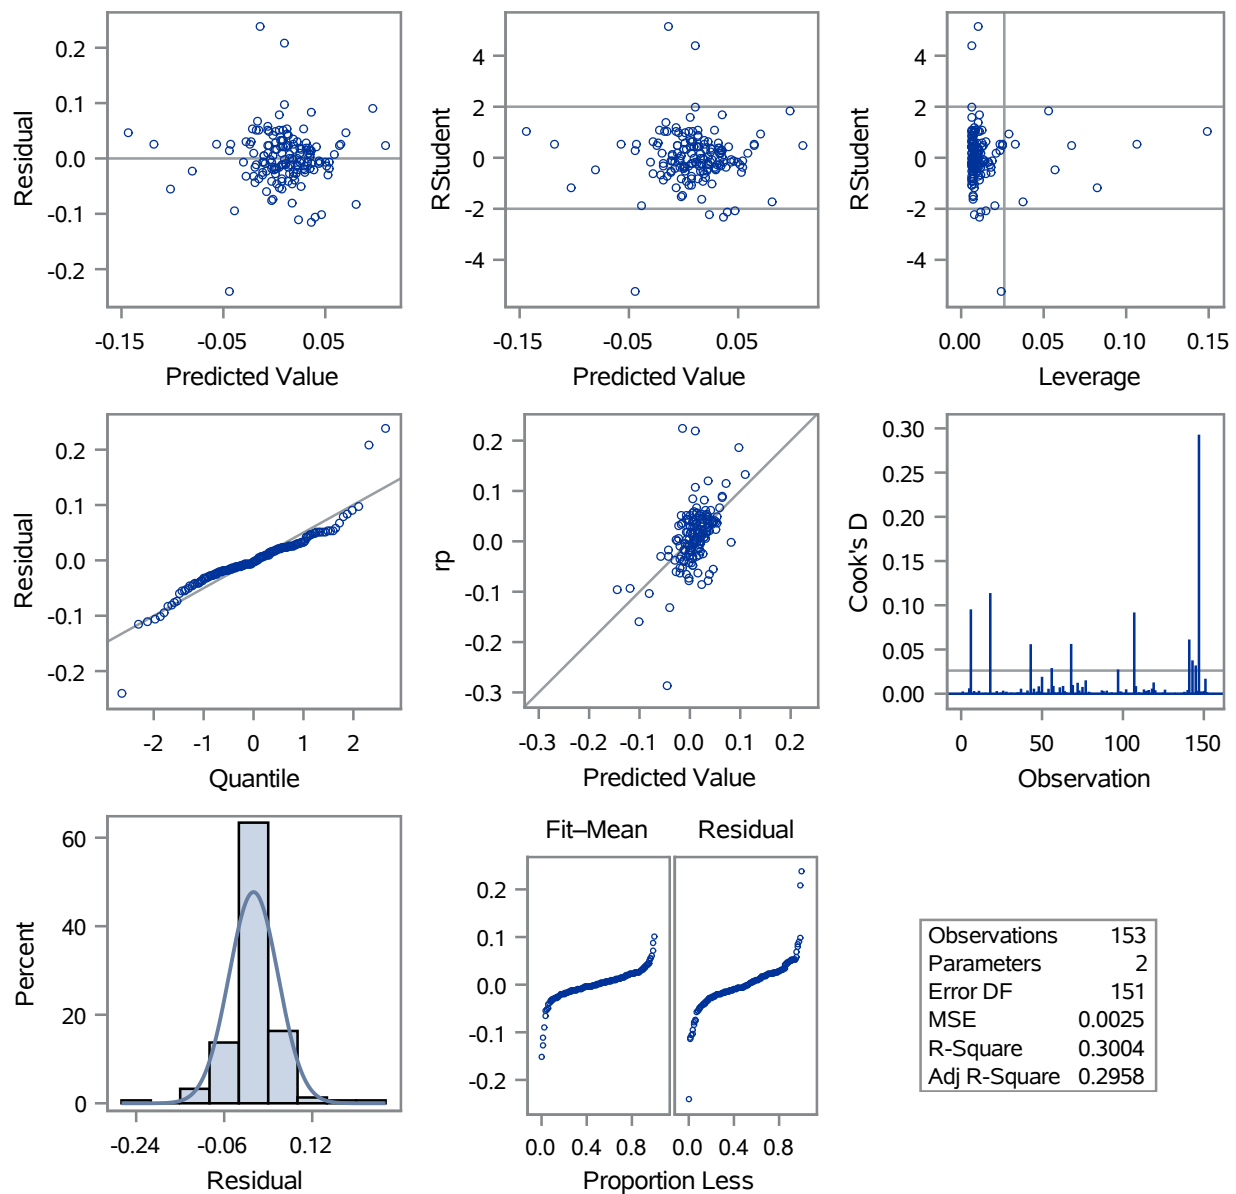 0.2
0.1
0.0
-0.1
-0.2
Residual
-0.15 -0.05 0.05
Predicted Value
4
2
0
-2
-4
RStudent
-0.15 -0.05 0.05
Predicted Value
4
2
0
-2
-4
RStudent
0.00 0.05 0.10 0.15
Leverage
0.2
0.1
0.0
-0.1
-0.2
Residual
-2 -1 0 1 2
Quantile
0.2
0.1
0.0
-0.1
-0.2
-0.3
rp
-0.3 -0.2 -0.1 0.0 0.1 0.2
Predicted Value
0.30
0.25
0.20
0.15
0.10
0.05
0.00
Cook's D
0 50 100 150
Observation
60
40
20
0
Percent
-0.24 -0.06 0.12
Residual
Fit–Mean Residual
0.2
0.1
0.0
-0.1
-0.2
0.0 0.4 0.8 0.0 0.4 0.8
Proportion Less
Observations 153
Parameters 2
Error DF 151
MSE 0.0025
R-Square 0.3004
Adj R-Square 0.2958